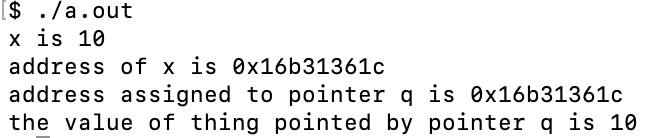 [$ ./a.out
x is 10
address of x is 0x16b31361c
address assigned to pointer q is 0x16b31361c
the value of thing pointed by pointer q is 10